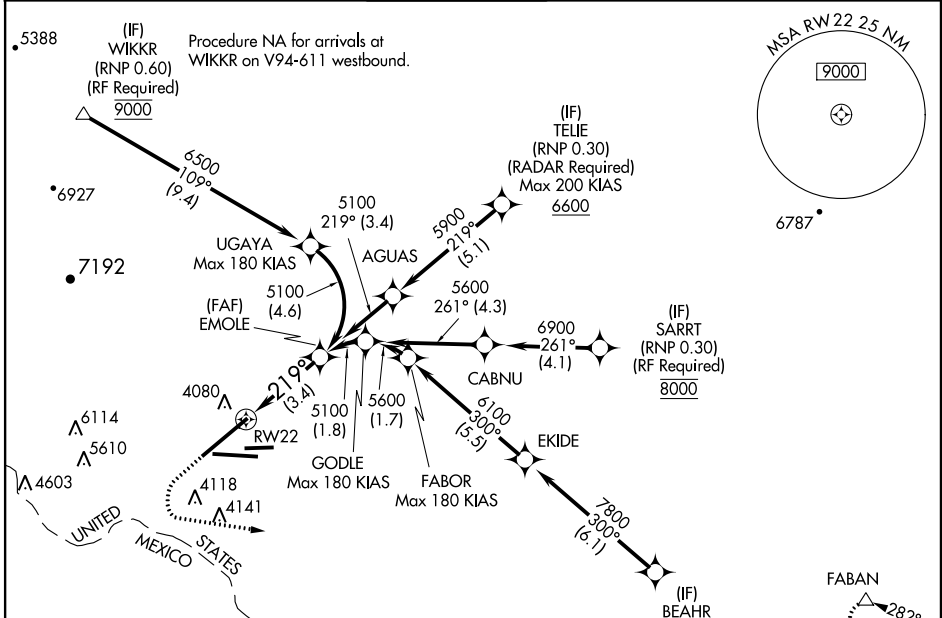 5388
(IF)
WIKKR
(RNP 0.60)
(RF Required)
9000
Procedure NA for arrivals at
WIKKR on V94-611 westbound.
MSA RW22 25 NM
9000
(IF)
TELIE
(RNP 0.30)
(RADAR Required)
Max 200 KIAS
6600
6500
109°
(9.4)
6927
6787
5100
219° (3.4)
5900
219°
(5.1)
UGAYA
Max 180 KIAS
AGUAS
7192
5100
(4.6)
5600
261° (4.3)
(FAF)
EMOLE
6900
261°
(4.1)
(IF)
SARRT
(RNP 0.30)
(RF Required)
8000
CABNU
219°
(3.4)
4080
5100
(1.8)
5600
(1.7)
6100
300°
(5.5)
6114
RW22
EKIDE
5610
GODLE
Max 180 KIAS
FABOR
Max 180 KIAS
4603
4118
4141
7800
300°
(6.1)
UNITED STATES
MEXICO
(IF)
BEAHR
FABAN
282°